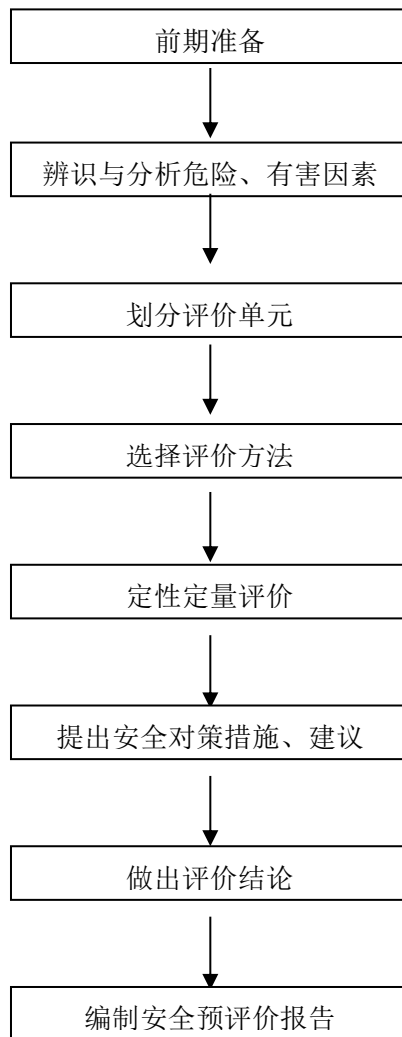 前期准备
辨识与分析危险、有害因素
划分评价单元
选择评价方法
定性定量评价
提出安全对策措施、建议
做出评价结论
编制安全预评价报告